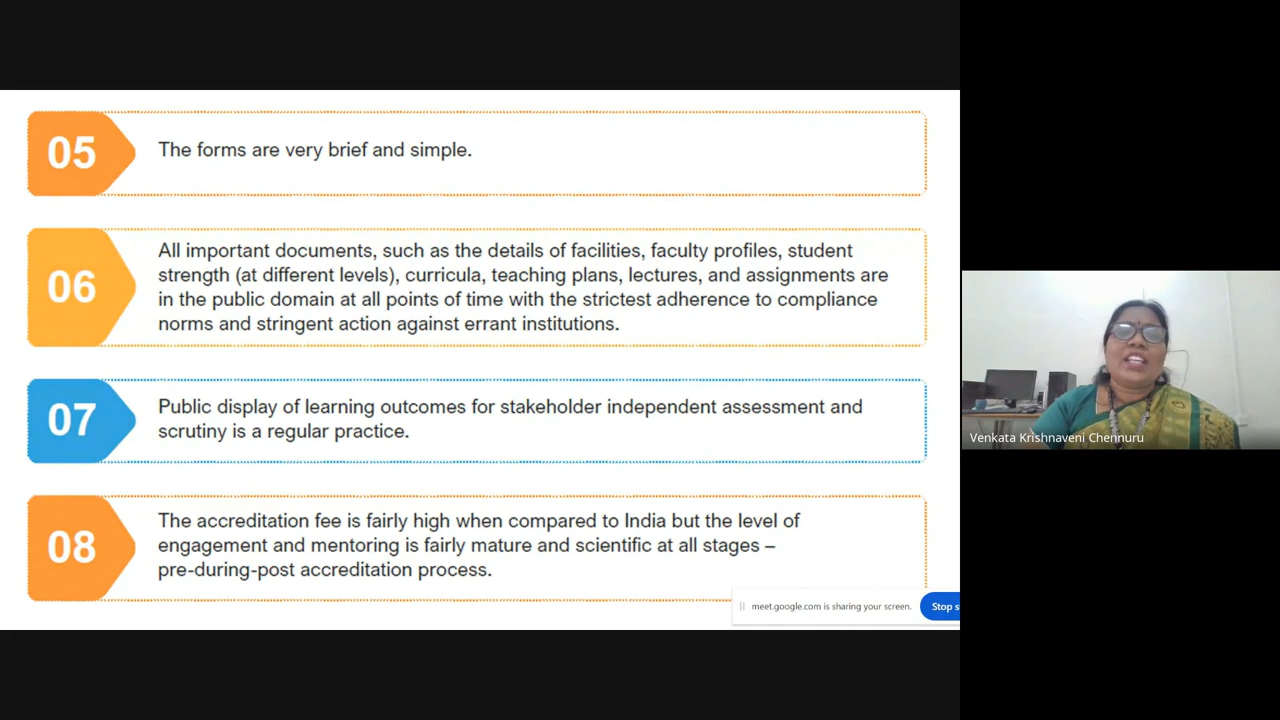 05
The forms are very brief and simple.
06
All important documents, such as the details of facilities, faculty profiles, student
strength (at different levels), curricula, teaching plans, lectures, and assignments are
in the public domain at all points of time with the strictest adherence to compliance
norms and stringent action against errant institutions.
07
Public display of learning outcomes for stakeholder independent assessment and
scrutiny is a regular practice.
08
The accreditation fee is fairly high when compared to India but the level of
engagement and mentoring is fairly mature and scientific at all stages –
pre-during-post accreditation process.
meet.google.com is sharing your screen.
Stop s
Venkata Krishnaveni Chennuru